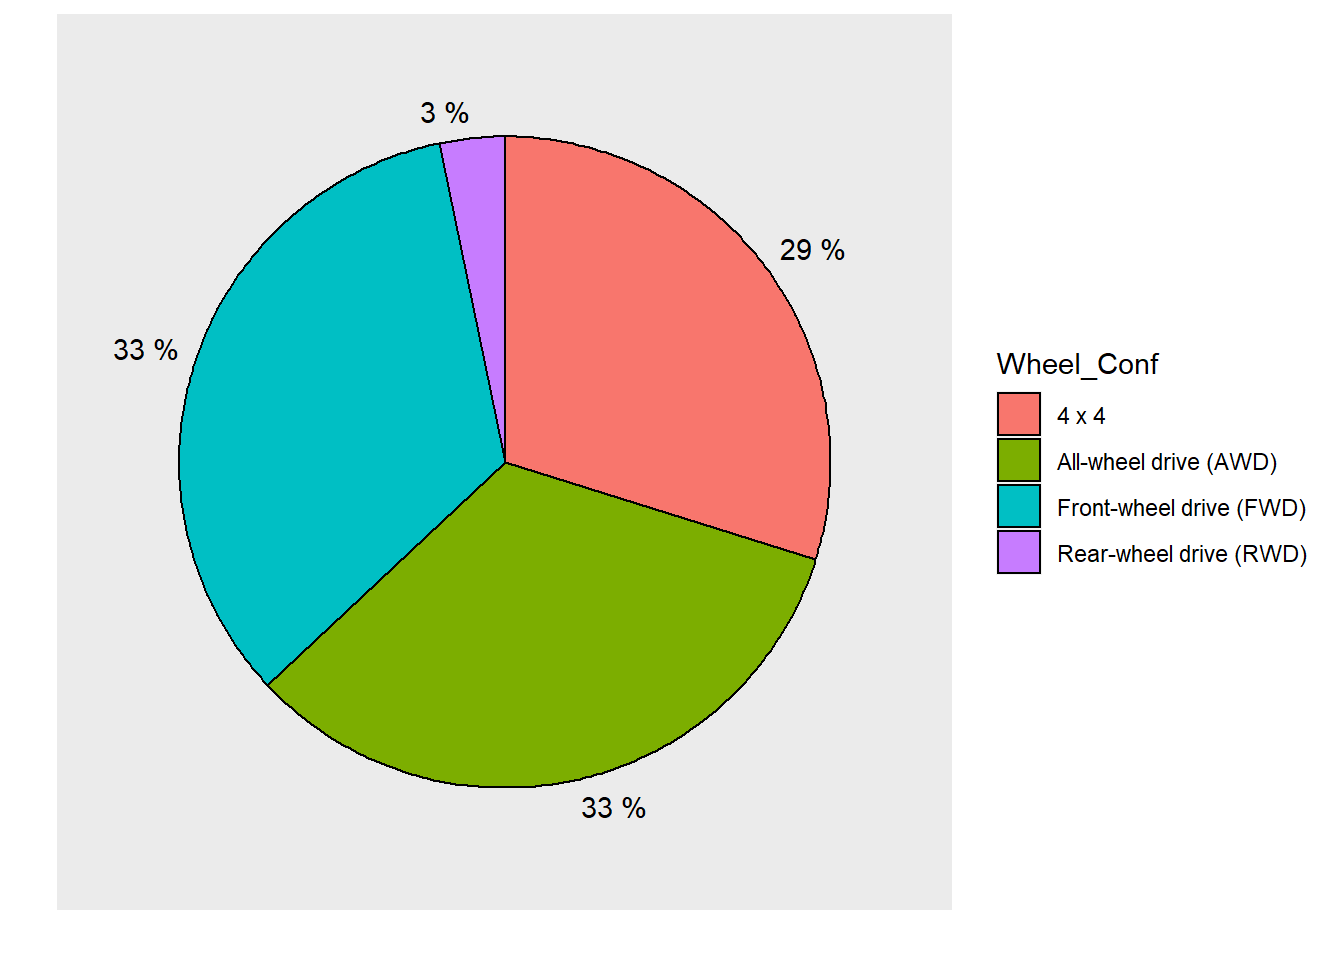 3 %
29 %
33 %
33 %
Wheel_Conf
4 x 4
All-wheel drive (AWD)
Front-wheel drive (FWD)
Rear-wheel drive (RWD)